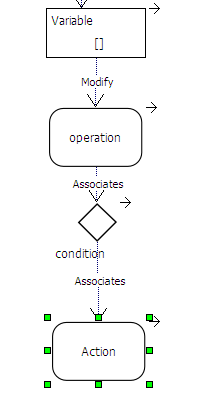 Variable
[]
Modify
operation
Associates
condition
Associates
Action